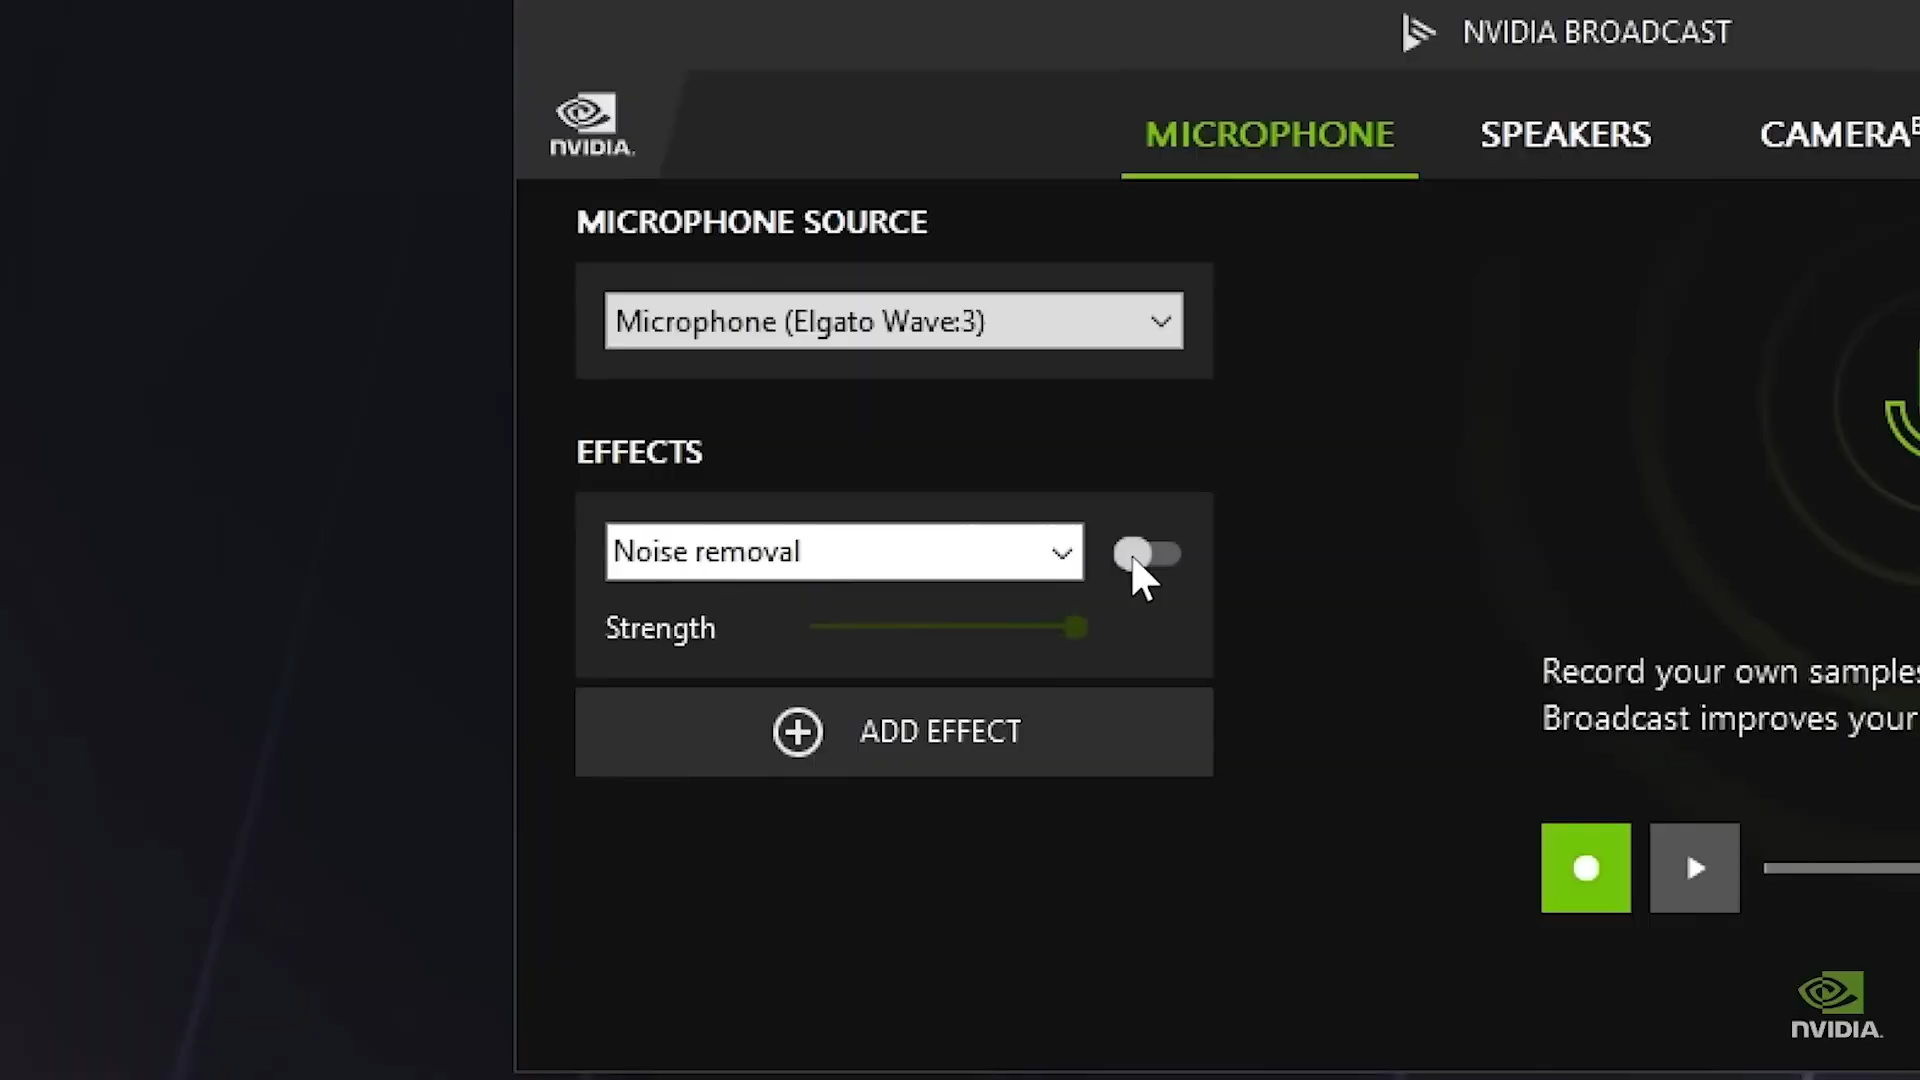 NVIDIA BROADCAST
NVIDIA.
MICROPHONE SPEAKERS CAMERA
MICROPHONE SOURCE
Microphone (Elgato Wave:3)
EFFECTS
Noise removal
Strength
ADD EFFECT
Record your own samples
Broadcast improves your
NVIDIA.